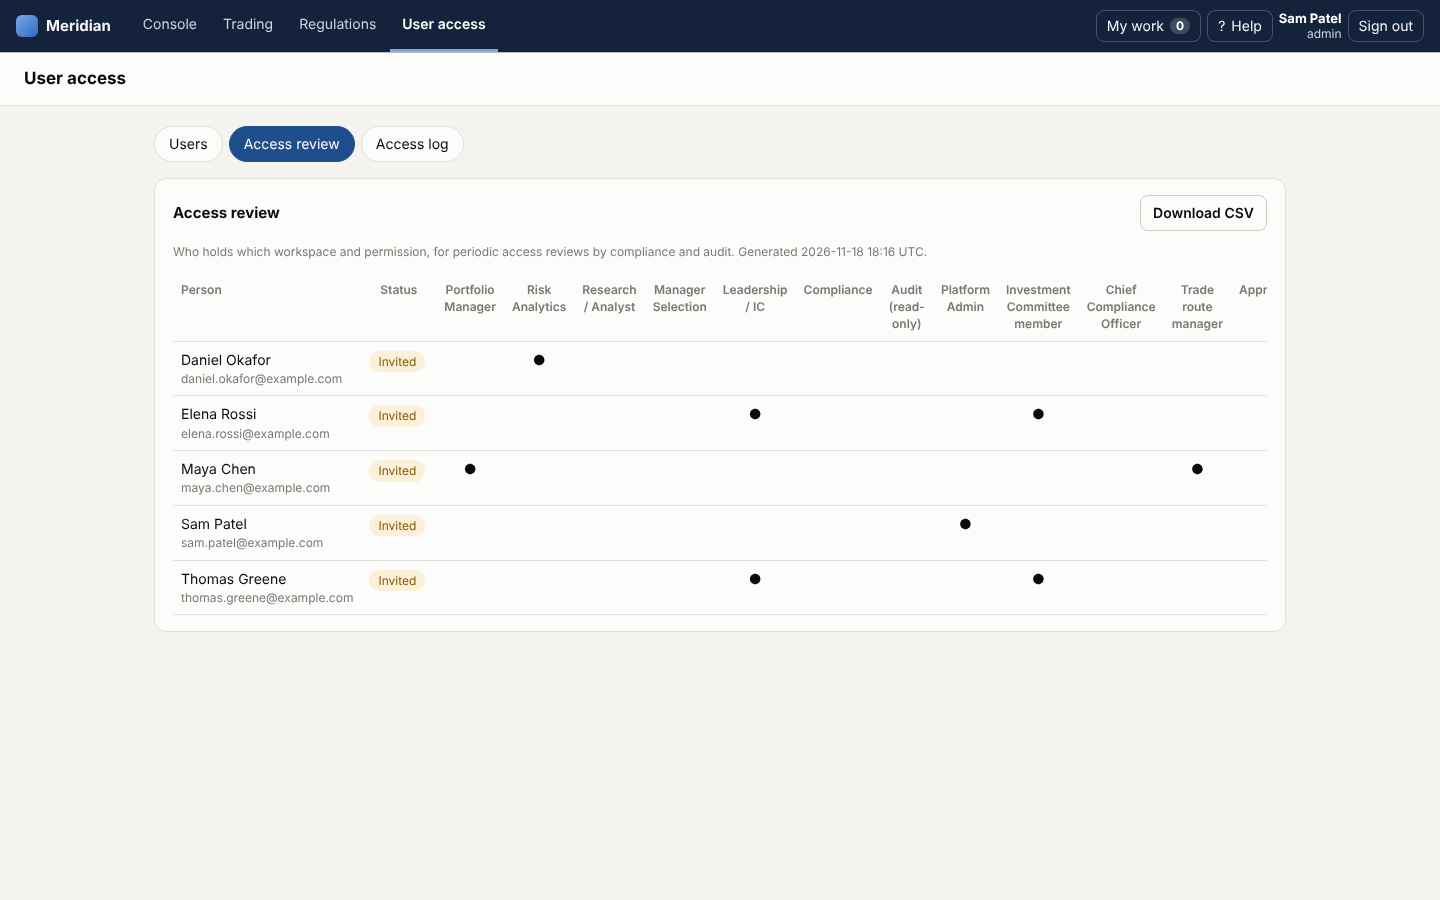 Meridian Console Trading Regulations User access My work 0 ? Help Sam Patel admin Sign out
User access
Users Access review Access log
Access review Download CSV
Who holds which workspace and permission, for periodic access reviews by compliance and audit. Generated 2026-11-18 18:16 UTC.
Person Status Portfolio Manager Risk Analytics Research / Analyst Manager Selection Leadership / IC Compliance Audit (read-only) Platform Admin Investment Committee member Chief Compliance Officer Trade route manager Appr
Daniel Okafor Invited
daniel.okafor@example.com
Elena Rossi Invited
elena.rossi@example.com
Maya Chen Invited
maya.chen@example.com
Sam Patel Invited
sam.patel@example.com
Thomas Greene Invited
thomas.greene@example.com